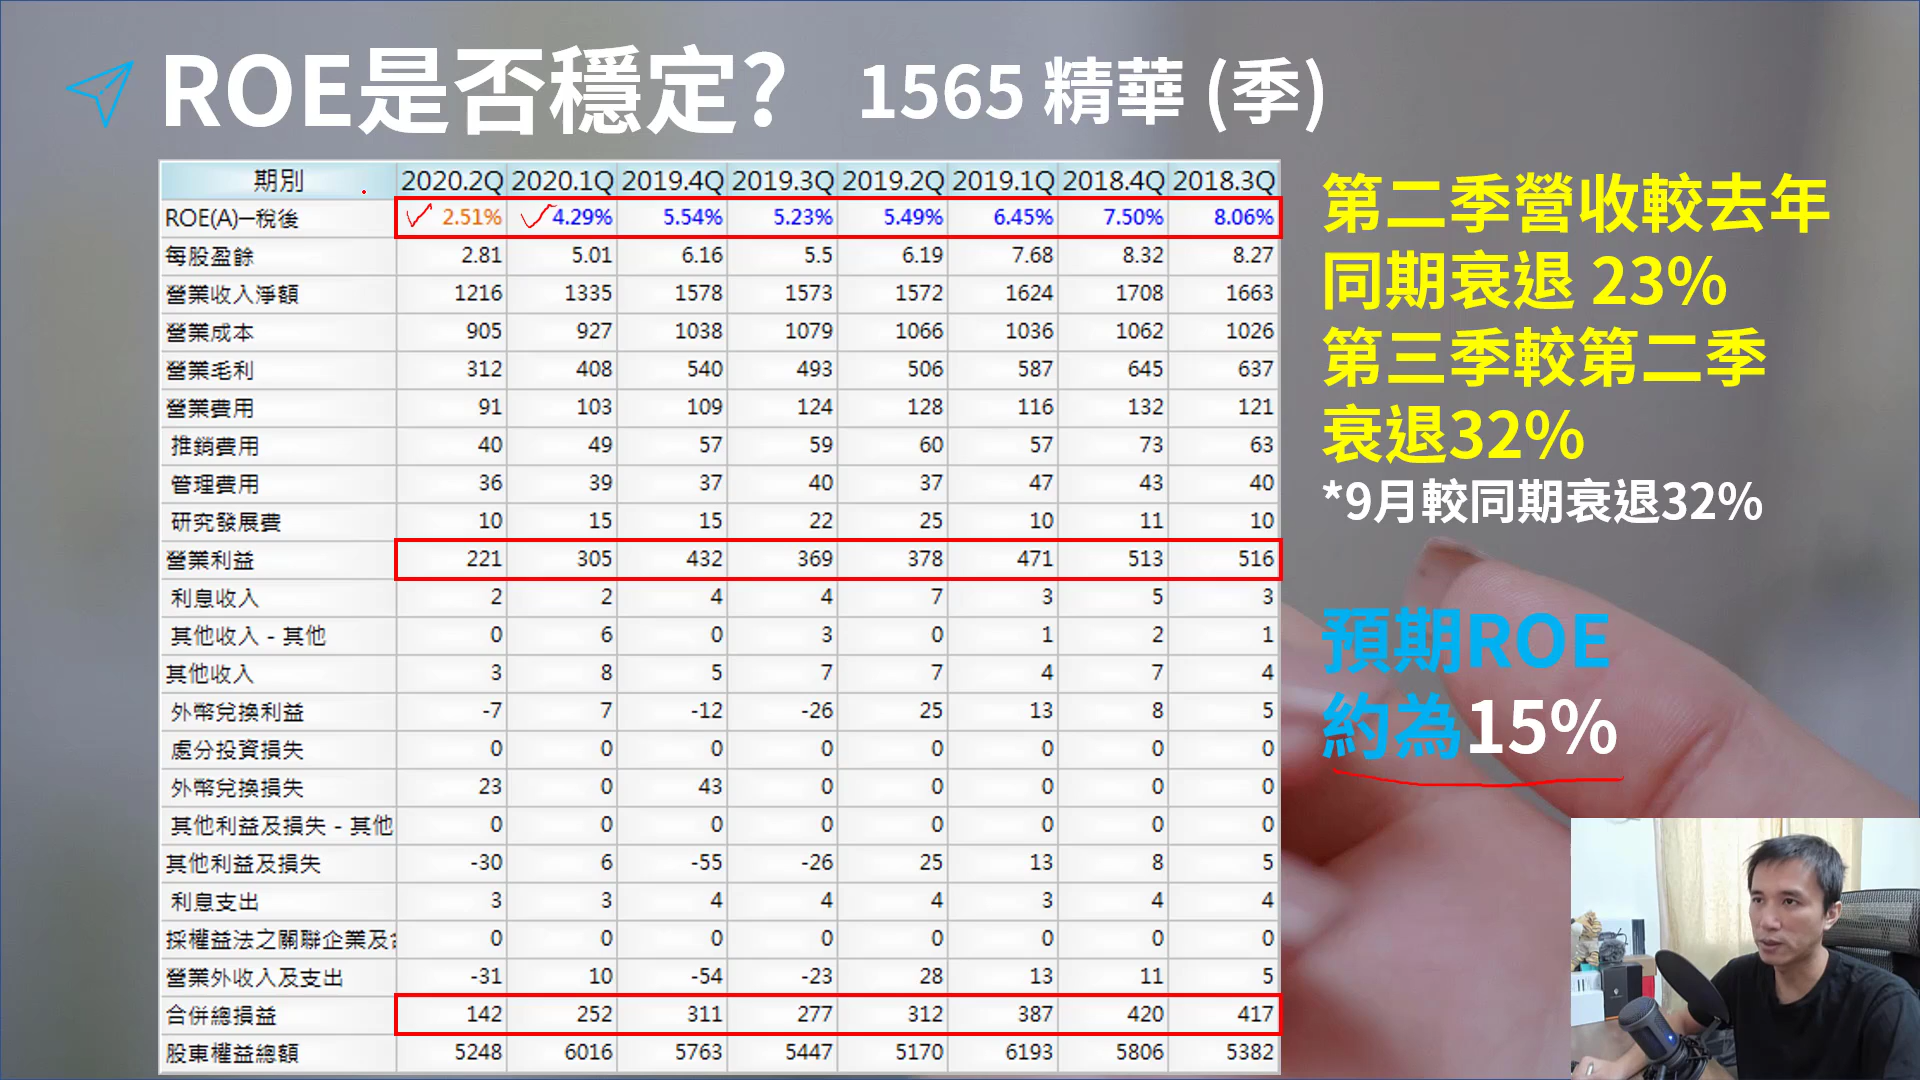 ROE是否穩定? 1565 精華 (季)
期別 2020.2Q 2020.1Q 2019.4Q 2019.3Q 2019.2Q 2019.1Q 2018.4Q 2018.3Q
ROE(A)─稅後 2.51% 4.29% 5.54% 5.23% 5.49% 6.45% 7.50% 8.06%
每股盈餘 2.81 5.01 6.16 5.5 6.19 7.68 8.32 8.27
營業收入淨額 1216 1335 1578 1573 1572 1624 1708 1663
營業成本 905 927 1038 1079 1066 1036 1062 1026
營業毛利 312 408 540 493 506 587 645 637
營業費用 91 103 109 124 128 116 132 121
推銷費用 40 49 57 59 60 57 73 63
管理費用 36 39 37 40 37 47 43 40
研究發展費 10 15 15 22 25 10 11 10
營業利益 221 305 432 369 378 471 513 516
利息收入 2 2 4 4 7 3 5 3
其他收入 - 其他 0 6 0 3 0 1 2 1
其他收入 3 8 5 7 7 4 7 4
外幣兌換利益 -7 7 -12 -26 25 13 8 5
處分投資損失 0 0 0 0 0 0 0 0
外幣兌換損失 23 0 43 0 0 0 0 0
其他利益及損失 - 其他 0 0 0 0 0 0 0 0
其他利益及損失 -30 6 -55 -26 25 13 8 5
利息支出 3 3 4 4 4 3 4 4
採權益法之關聯企業及 0 0 0 0 0 0 0 0
營業外收入及支出 -31 10 -54 -23 28 13 11 5
合併總損益 142 252 311 277 312 387 420 417
股東權益總額 5248 6016 5763 5447 5170 6193 5806 5382
第二季營收較去年
同期衰退 23%
第三季較第二季
衰退32%
*9月較同期衰退32%
預期ROE
約為15%